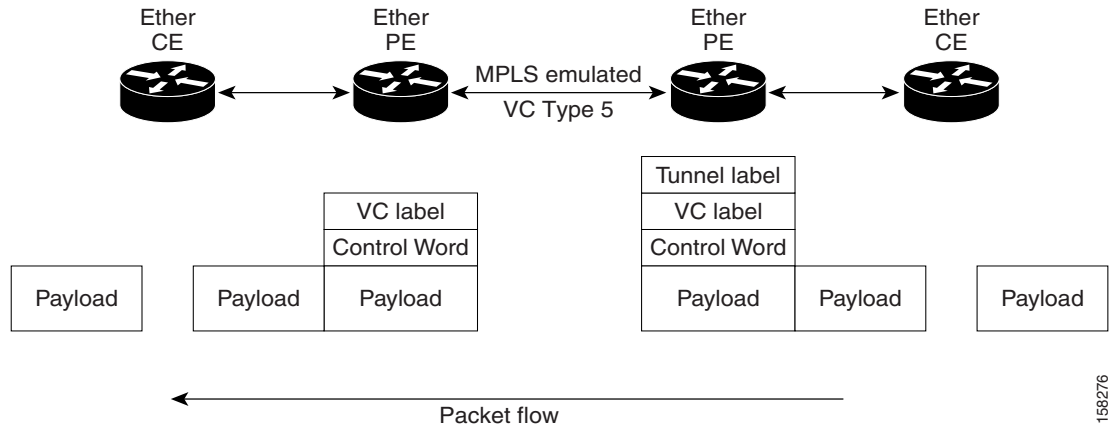 Ether
CE
Ether
PE
Ether
PE
Ether
CE
MPLS emulated
VC Type 5
Tunnel label
VC label
VC label
Control Word
Control Word
Payload
Payload
Payload
Payload
Payload
Payload
Packet flow
158276